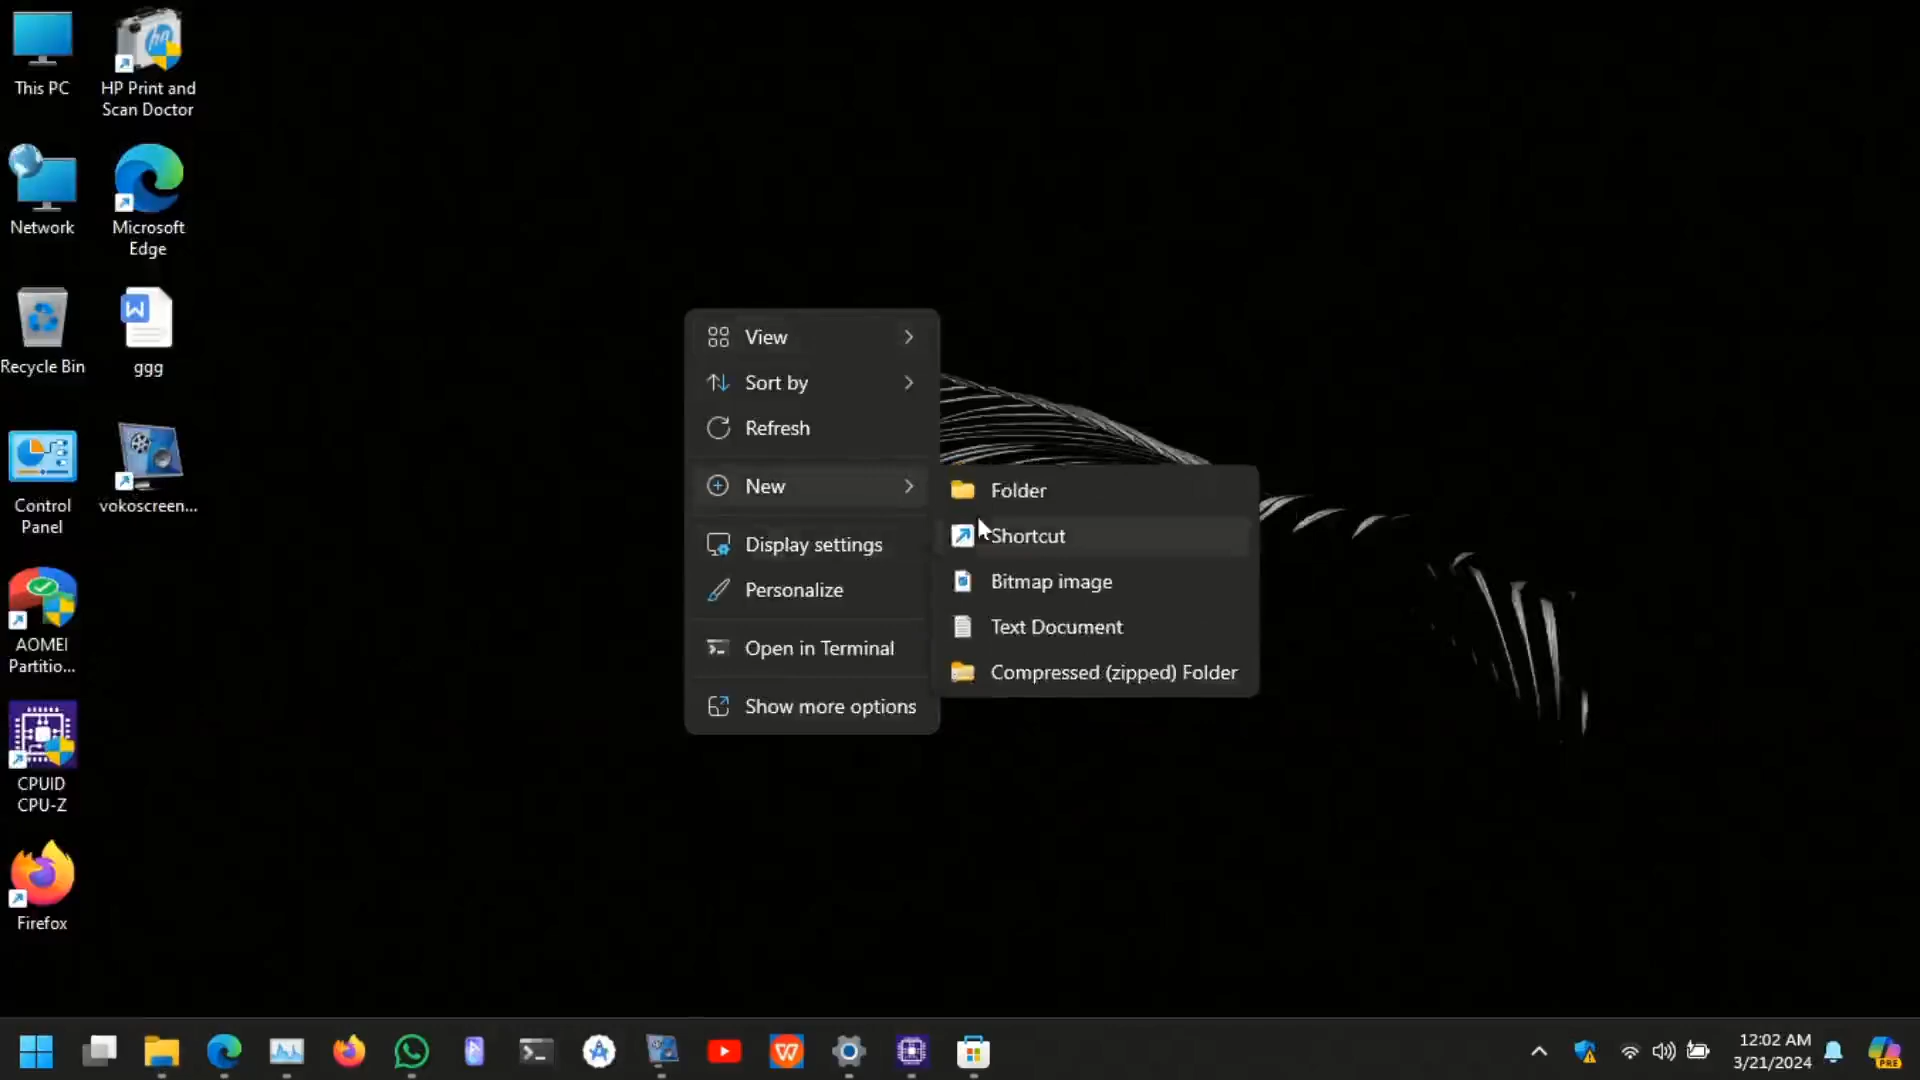 This PC
HP Print and
Scan Doctor
Network
Microsoft
Edge
Recycle Bin
ggg
Control
Panel
vokoscreen...
AOMEI
Partitio...
CPUID
CPU-Z
Firefox
View
Sort by
Refresh
New
Display settings
Personalize
Open in Terminal
Show more options
Folder
Shortcut
Bitmap image
Text Document
Compressed (zipped) Folder
12:02 AM
3/21/2024
PRE